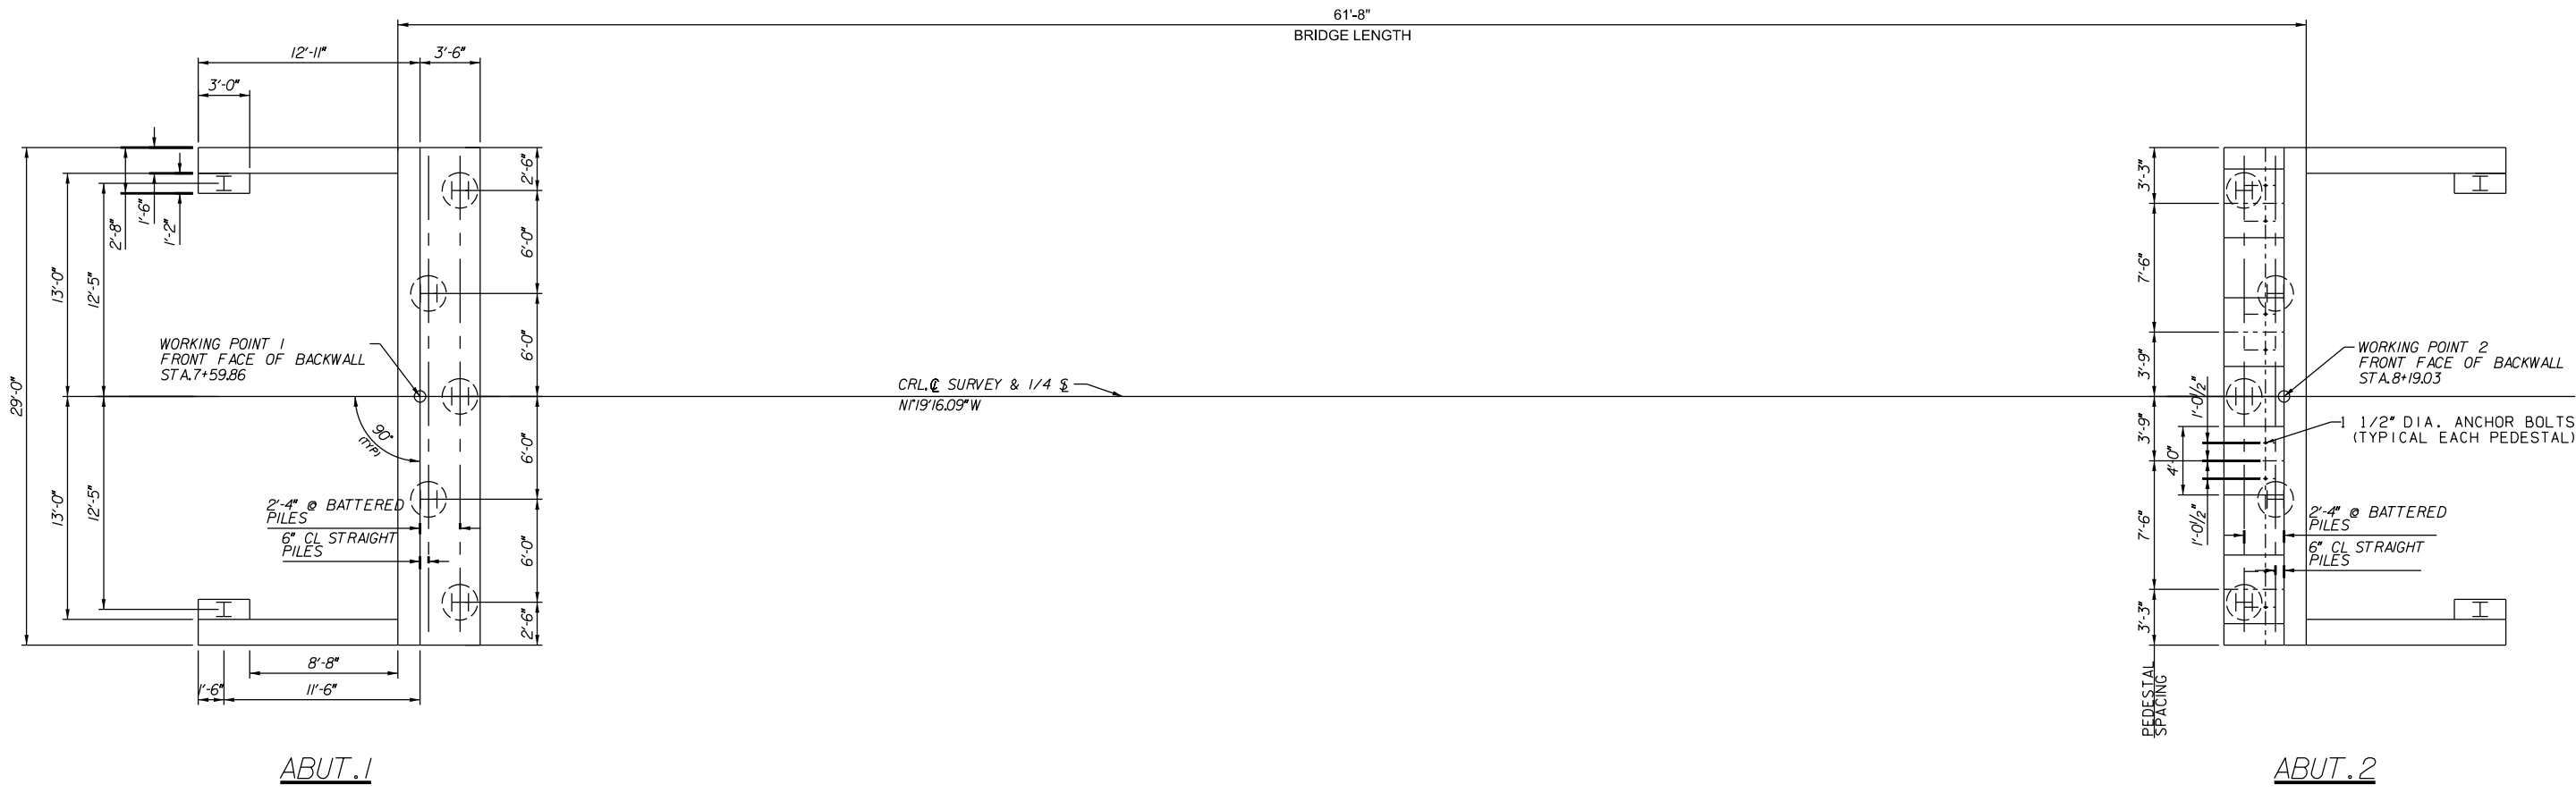 61'-8"
BRIDGE LENGTH
12'-11"
3'-6"
3'-0"
2'-8"
1'-6"
1'-2"
29'-0"
13'-0"
12'-5"
13'-0"
12'-5"
WORKING POINT 1
FRONT FACE OF BACKWALL
STA.7+59.86
90°
(TYP)
2'-4" @ BATTERED
PILES
6" CL STRAIGHT
PILES
2'-6"
6'-0"
6'-0"
6'-0"
6'-0"
2'-6"
8'-8"
1'-6"
11'-6"
ABUT.1
CRL.℄ SURVEY & 1/4 ⅊
N1°19'16.09"W
3'-3"
7'-6"
3'-9"
3'-9"
7'-6"
3'-3"
1'-0½"
4'-0"
1'-0½"
PEDESTAL
SPACING
WORKING POINT 2
FRONT FACE OF BACKWALL
STA.8+19.03
1 1/2" DIA. ANCHOR BOLTS
(TYPICAL EACH PEDESTAL)
2'-4" @ BATTERED
PILES
6" CL STRAIGHT
PILES
ABUT.2